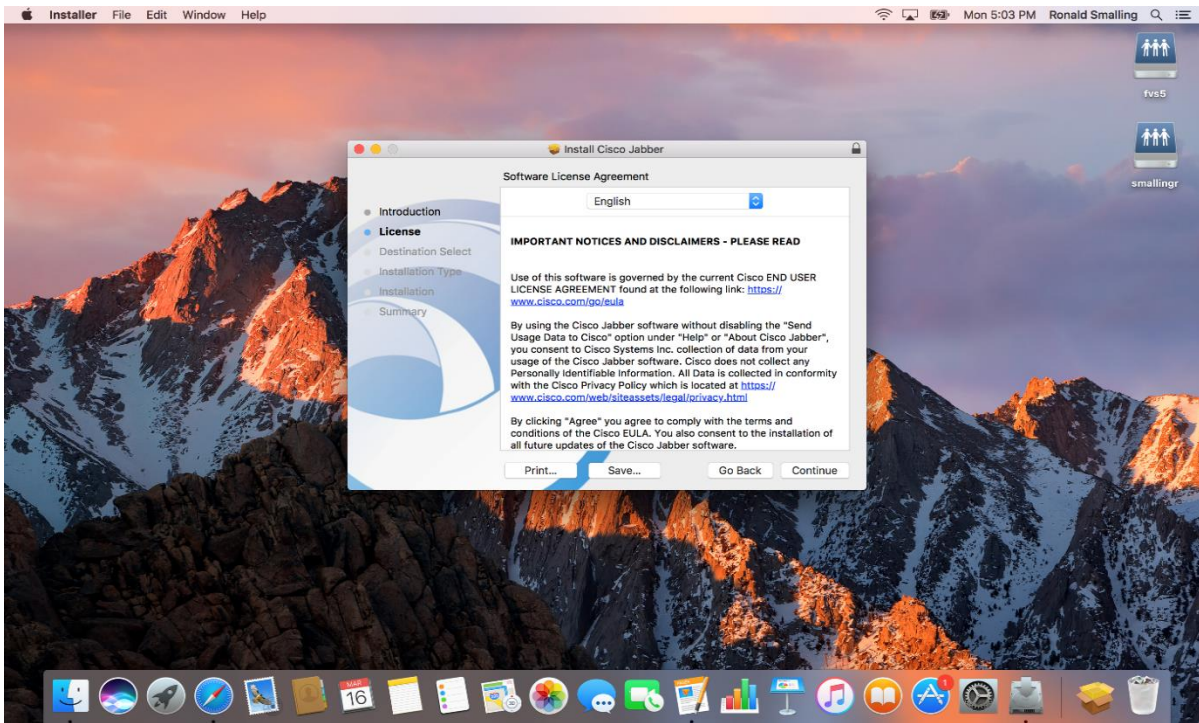 Installer File Edit Window Help
Mon 5:03 PM Ronald Smalling
fvs5
smallingr
Install Cisco Jabber
Software License Agreement
Introduction
License
Destination Select
Installation Type
Installation
Summary
English
IMPORTANT NOTICES AND DISCLAIMERS - PLEASE READ
Use of this software is governed by the current Cisco END USER
LICENSE AGREEMENT found at the following link: https://
www.cisco.com/go/eula
By using the Cisco Jabber software without disabling the "Send
Usage Data to Cisco" option under "Help" or "About Cisco Jabber",
you consent to Cisco Systems Inc. collection of data from your
usage of the Cisco Jabber software. Cisco does not collect any
Personally Identifiable Information. All Data is collected in conformity
with the Cisco Privacy Policy which is located at https://
www.cisco.com/web/siteassets/legal/privacy.html
By clicking "Agree" you agree to comply with the terms and
conditions of the Cisco EULA. You also consent to the installation of
all future updates of the Cisco Jabber software.
Print... Save... Go Back Continue
MAR
16
1